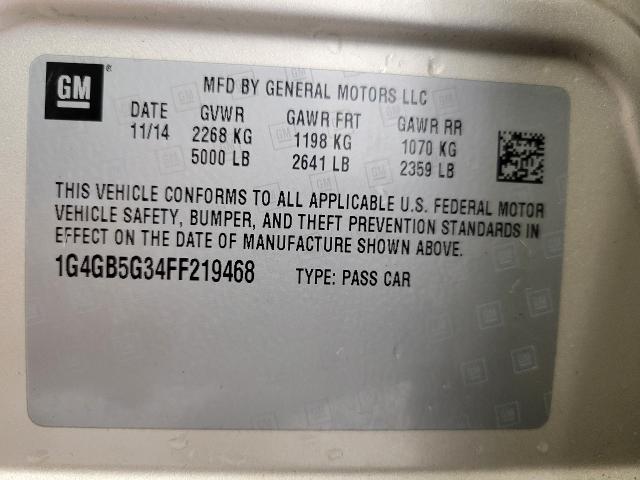 GM ®
MFD BY GENERAL MOTORS LLC
DATE GVWR GAWR FRT GAWR RR
11/14 2268 KG 1198 KG 1070 KG
5000 LB 2641 LB 2359 LB
THIS VEHICLE CONFORMS TO ALL APPLICABLE U.S. FEDERAL MOTOR
VEHICLE SAFETY, BUMPER, AND THEFT PREVENTION STANDARDS IN
EFFECT ON THE DATE OF MANUFACTURE SHOWN ABOVE.
1G4GB5G34FF219468 TYPE: PASS CAR